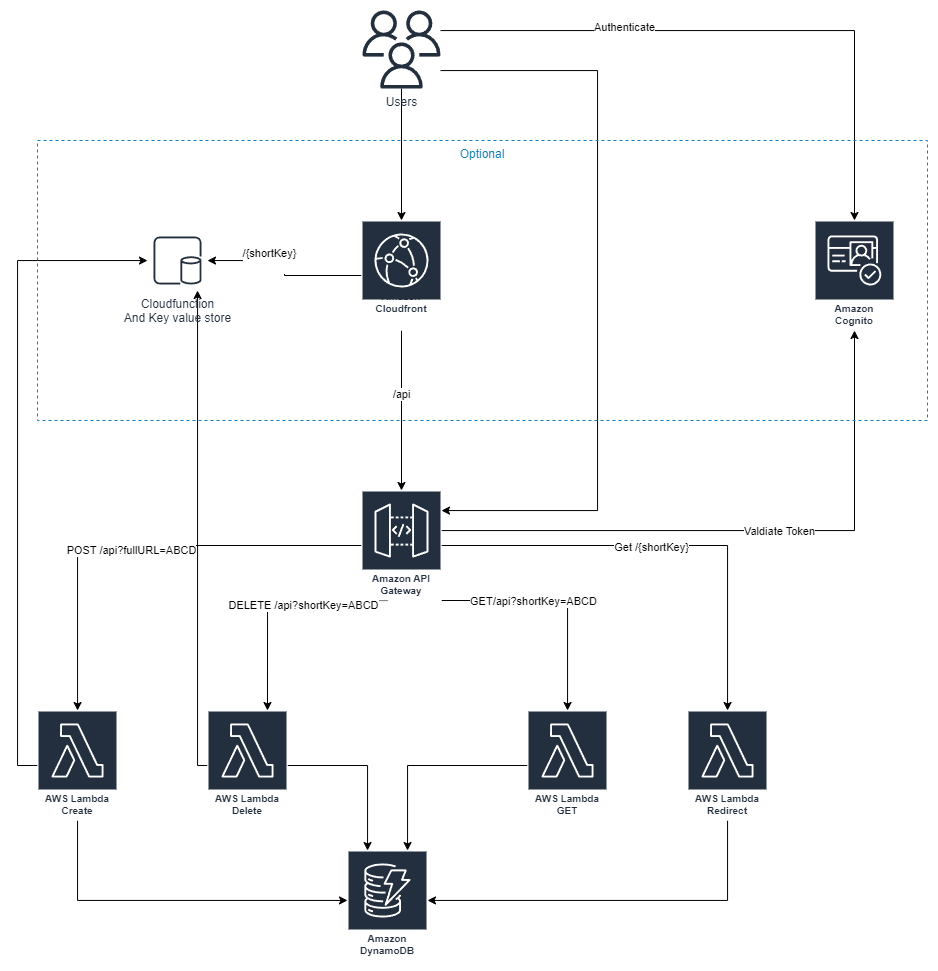 Authenticate
Users
Optional
/{shortKey}
Cloudfunction
And Key value store
Amazon
Cloudfront
Amazon
Cognito
/api
Valdiate Token
POST /api?fullURL=ABCD
Get /{shortKey}
Amazon API
Gateway
DELETE /api?shortKey=ABCD
GET/api?shortKey=ABCD
AWS Lambda
Create
AWS Lambda
Delete
AWS Lambda
GET
AWS Lambda
Redirect
Amazon
DynamoDB